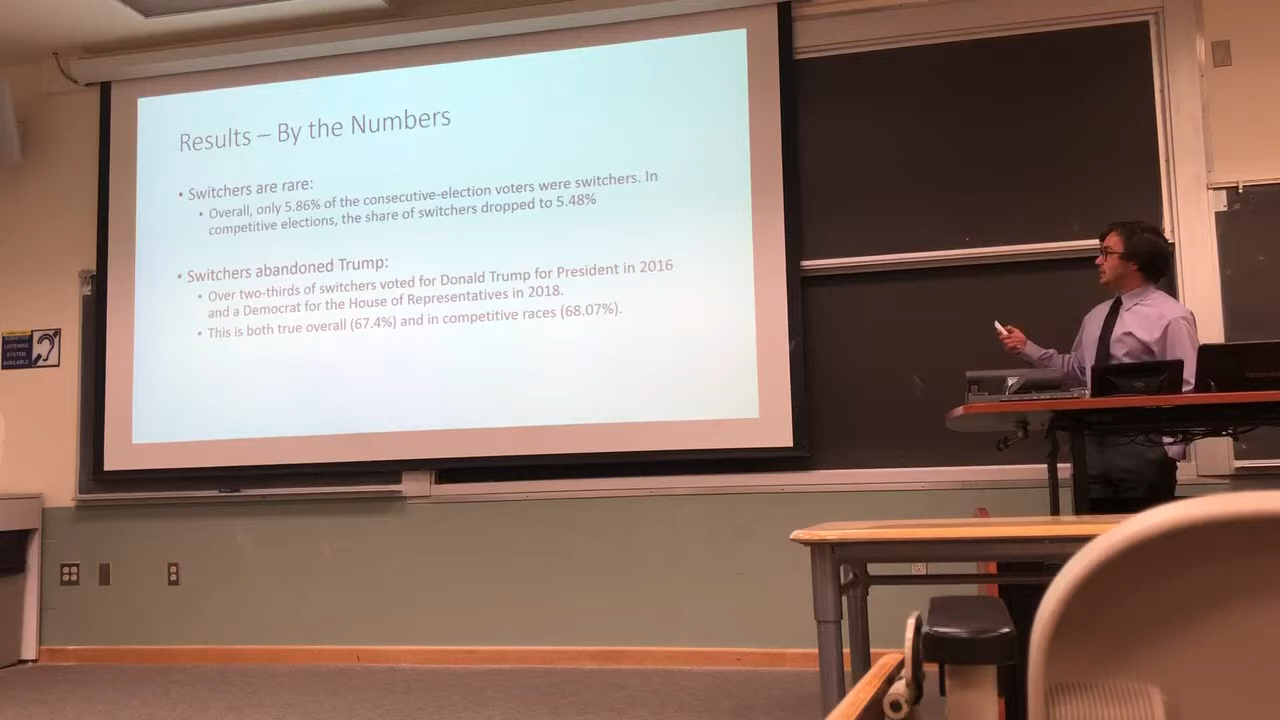 Results – By the Numbers
• Switchers are rare:
• Overall, only 5.86% of the consecutive-election voters were switchers. In
competitive elections, the share of switchers dropped to 5.48%
• Switchers abandoned Trump:
• Over two-thirds of switchers voted for Donald Trump for President in 2016
and a Democrat for the House of Representatives in 2018.
• This is both true overall (67.4%) and in competitive races (68.07%).
LISTENING
SYSTEM
AVAILABLE